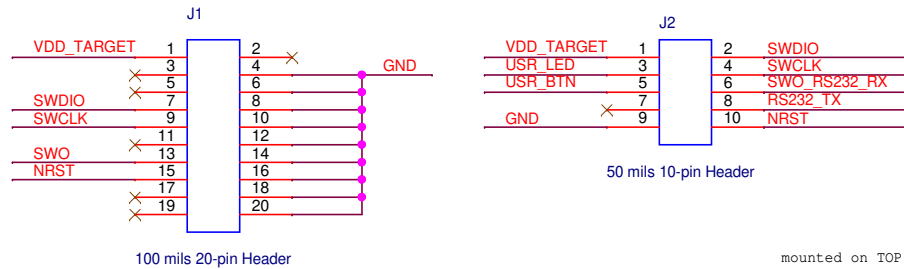 J1
VDD_TARGET 1 2
3 4 GND
5 6
SWDIO 7 8
SWCLK 9 10
11 12
SWO 13 14
NRST 15 16
17 18
19 20
100 mils 20-pin Header
J2
VDD_TARGET 1 2 SWDIO
USR_LED 3 4 SWCLK
USR_BTN 5 6 SWO_RS232_RX
7 8 RS232_TX
GND 9 10 NRST
50 mils 10-pin Header
mounted on TOP